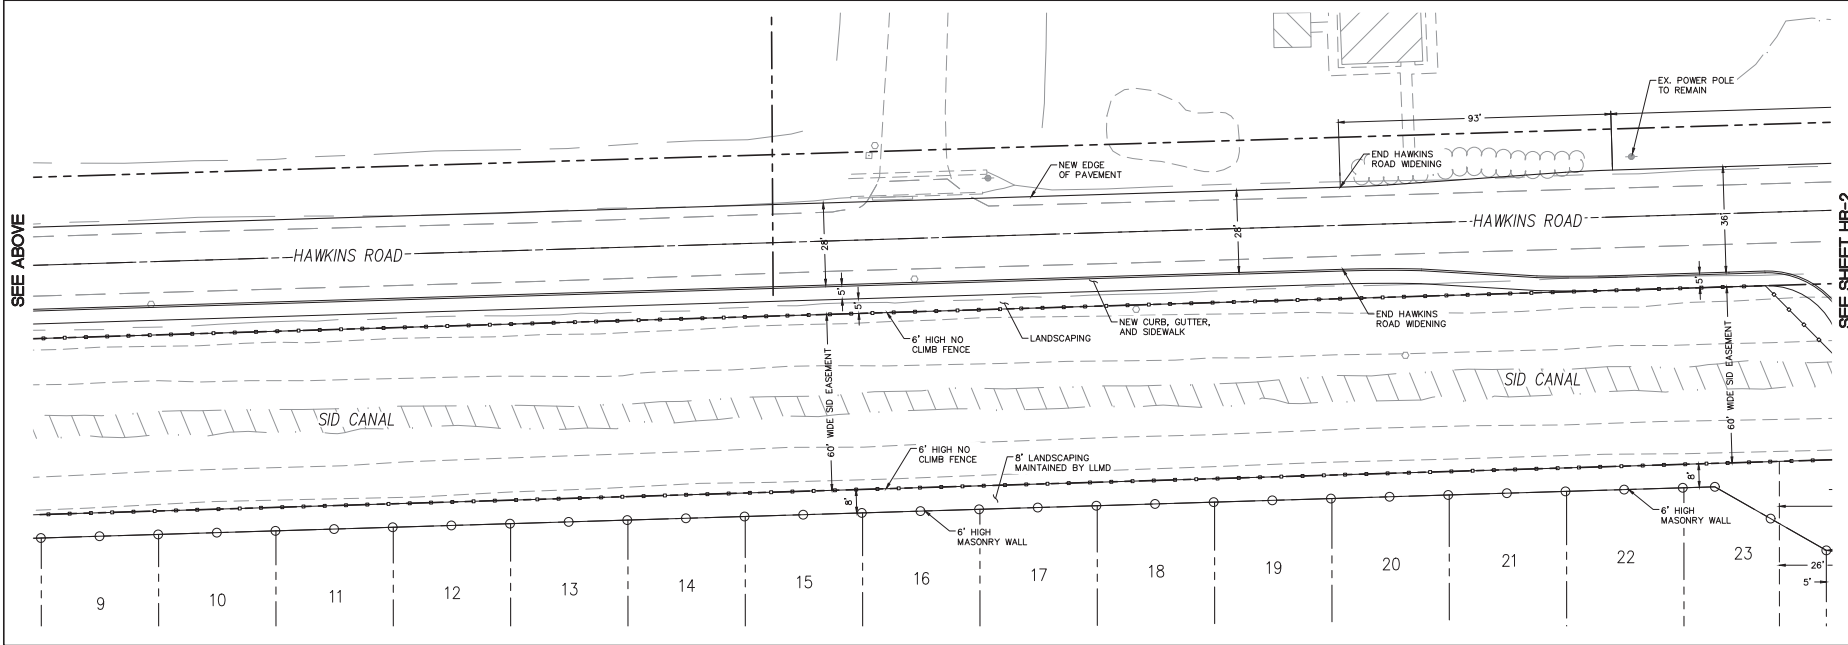 EX. POWER POLE
TO REMAIN
93'
END HAWKINS
ROAD WIDENING
NEW EDGE
OF PAVEMENT
SEE ABOVE
HAWKINS ROAD
28'
28'
HAWKINS ROAD
36'
SEE SHEET HR-2
5'
5'
5'
6' HIGH NO
CLIMB FENCE
LANDSCAPING
NEW CURB, GUTTER,
AND SIDEWALK
END HAWKINS
ROAD WIDENING
60' WIDE SID EASEMENT
SID CANAL
SID CANAL
60' WIDE SID EASEMENT
6' HIGH NO
CLIMB FENCE
8' LANDSCAPING
MAINTAINED BY LLMD
8'
8'
6' HIGH
MASONRY WALL
6' HIGH
MASONRY WALL
9
10
11
12
13
14
15
16
17
18
19
20
21
22
23
26'
5'